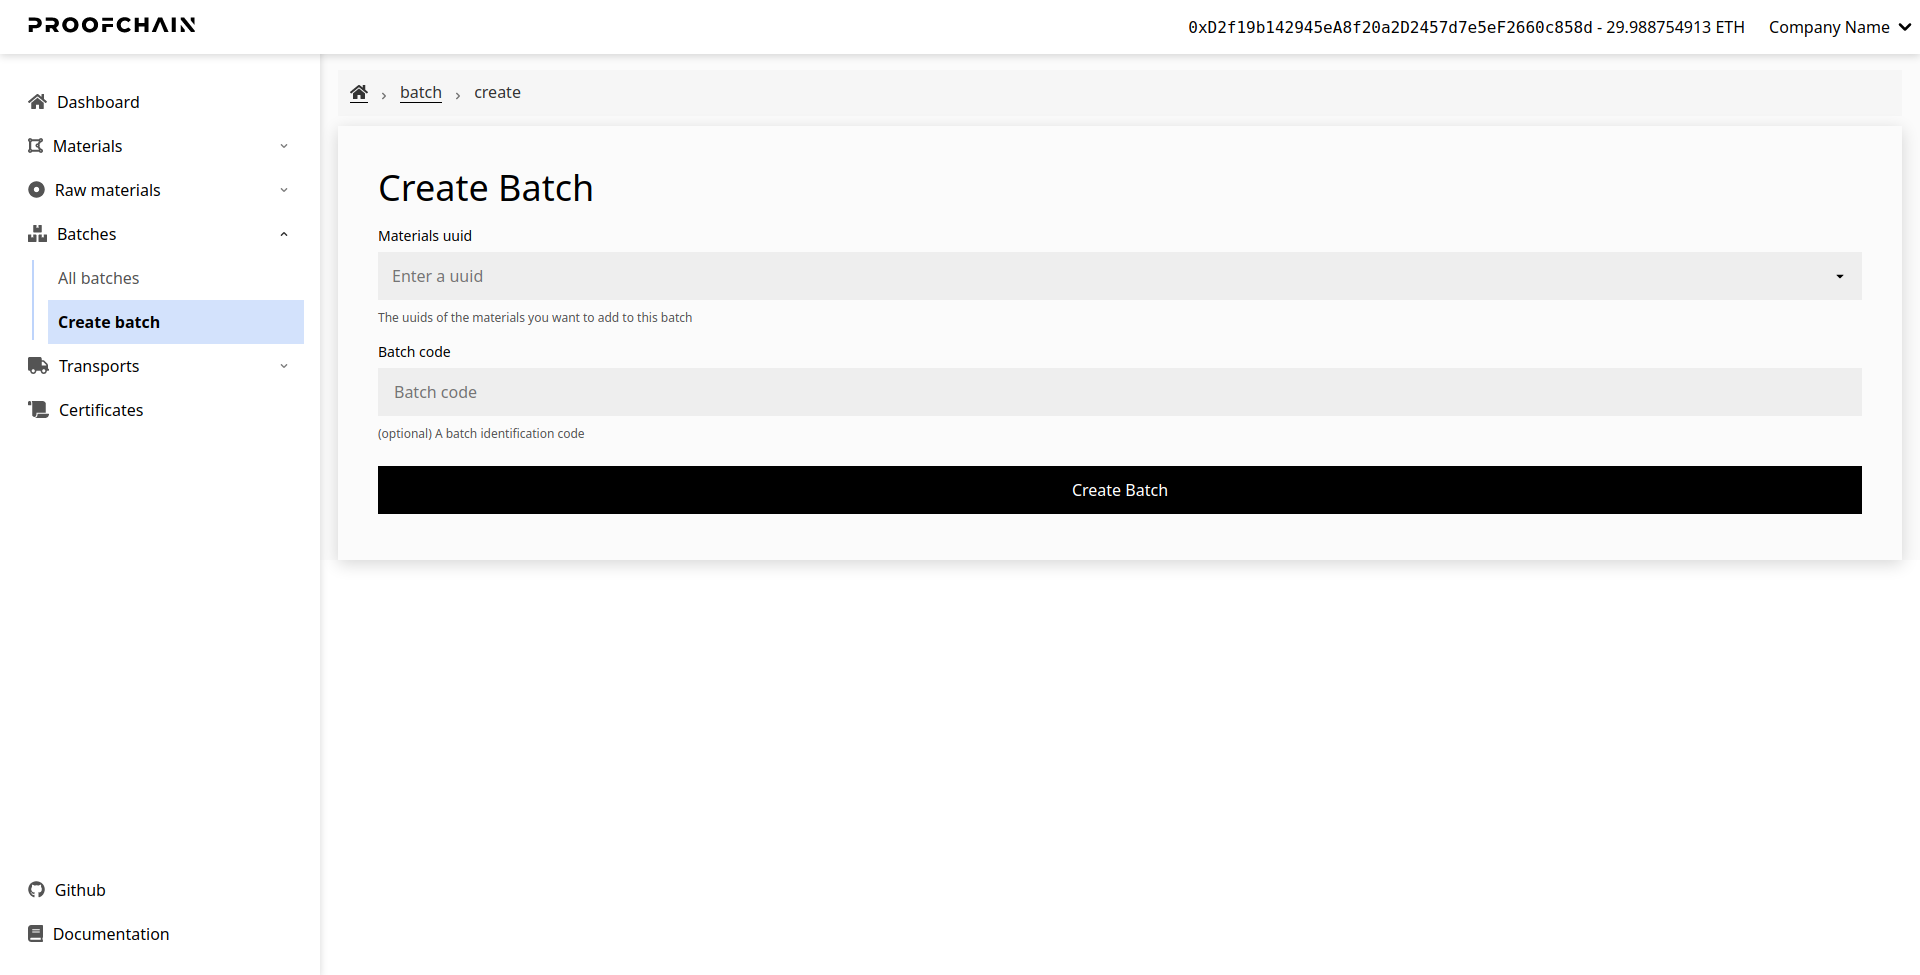 PROOFCHAIN
0xD2f19b142945eA8f20a2D2457d7e5eF2660c858d - 29.988754913 ETH
Company Name
Dashboard
Materials
Raw materials
Batches
All batches
Create batch
Transports
Certificates
Github
Documentation
batch › create
Create Batch
Materials uuid
Enter a uuid
The uuids of the materials you want to add to this batch
Batch code
Batch code
(optional) A batch identification code
Create Batch